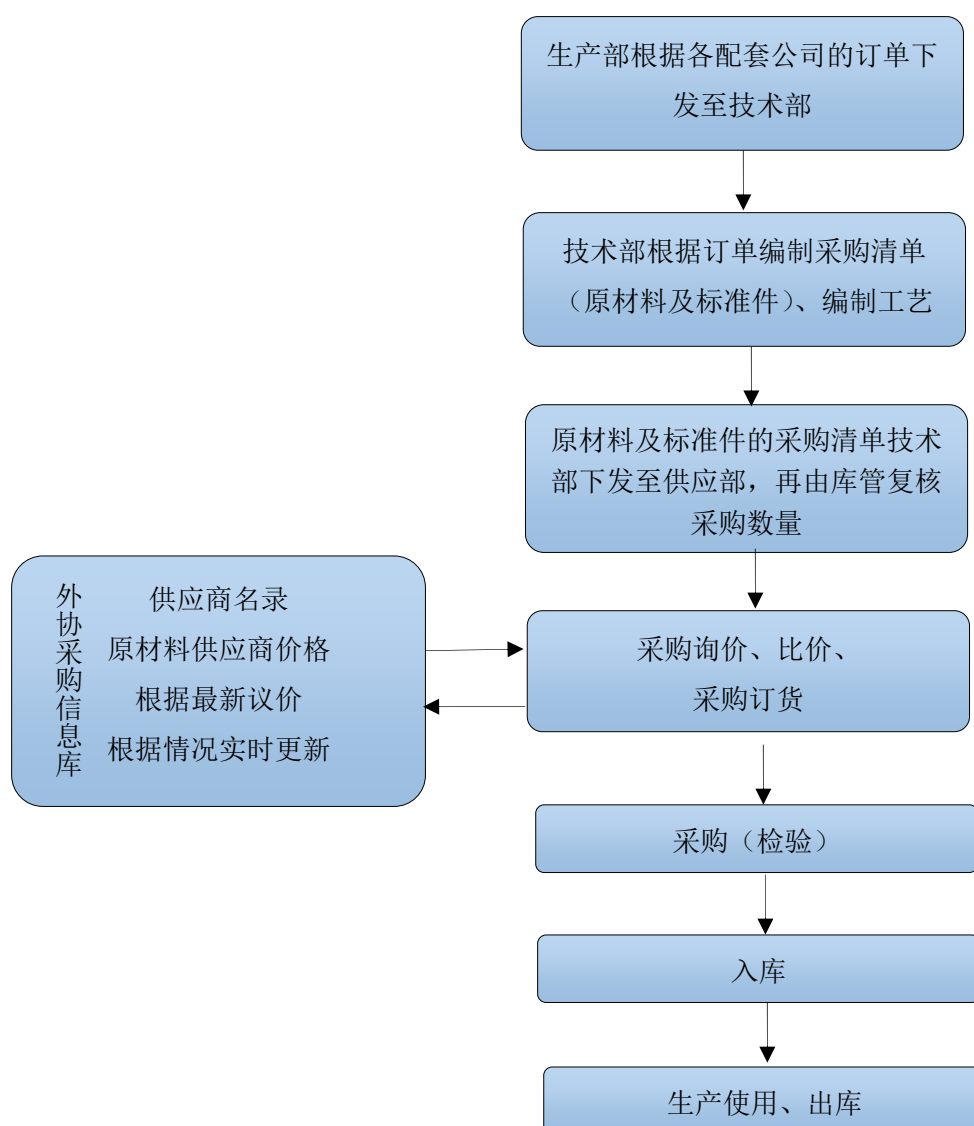 生产部根据各配套公司的订单下
发至技术部
技术部根据订单编制采购清单
（原材料及标准件）、编制工艺
原材料及标准件的采购清单技术
部下发至供应部，再由库管复核
采购数量
外协采购信息库
供应商名录
原材料供应商价格
根据最新议价
根据情况实时更新
采购询价、比价、
采购订货
采购（检验）
入库
生产使用、出库